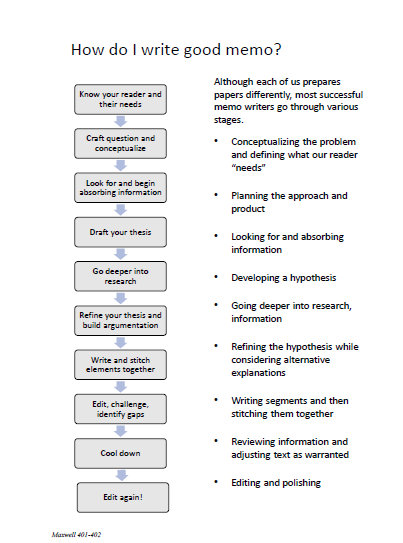 How do I write good memo?
Know your reader and
their needs
Craft question and
conceptualize
Look for and begin
absorbing information
Draft your thesis
Go deeper into
research
Refine your thesis and
build argumentation
Write and stitch
elements together
Edit, challenge,
identify gaps
Cool down
Edit again!
Although each of us prepares
papers differently, most successful
memo writers go through various
stages.
• Conceptualizing the problem
and defining what our reader
“needs”
• Planning the approach and
product
• Looking for and absorbing
information
• Developing a hypothesis
• Going deeper into research,
information
• Refining the hypothesis while
considering alternative
explanations
• Writing segments and then
stitching them together
• Reviewing information and
adjusting text as warranted
• Editing and polishing
Maxwell 401-402